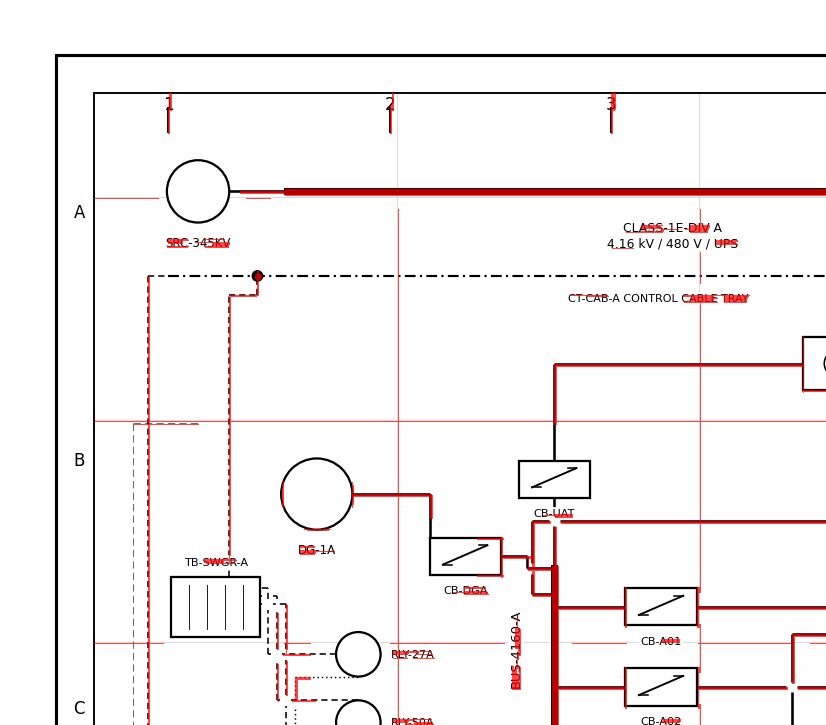 1 2 3
A
SRC-345KV
CLASS-1E-DIV A
4.16 kV / 480 V / UPS
CT-CAB-A CONTROL CABLE TRAY
B
CB-UAT
DG-1A
TB-SWGR-A
CB-DGA
BUS-4160-A
CB-A01
RLY-27A
C
RLY-50A
CB-A02